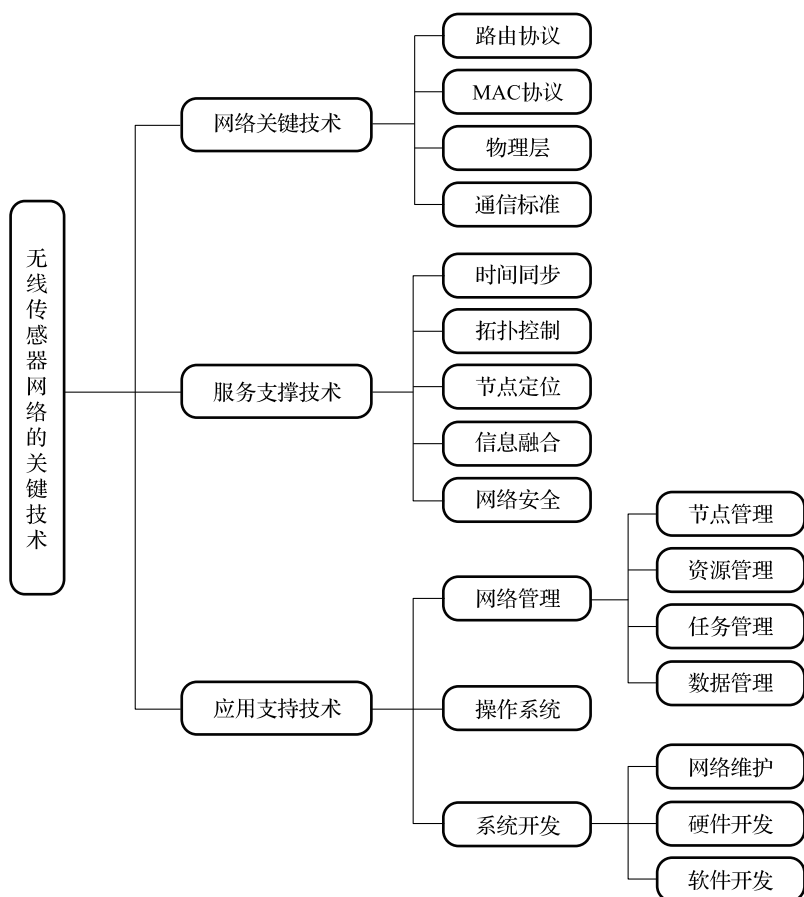 无线传感器网络的关键技术
网络关键技术
路由协议
MAC协议
物理层
通信标准
服务支撑技术
时间同步
拓扑控制
节点定位
信息融合
网络安全
应用支持技术
网络管理
节点管理
资源管理
任务管理
数据管理
操作系统
系统开发
网络维护
硬件开发
软件开发